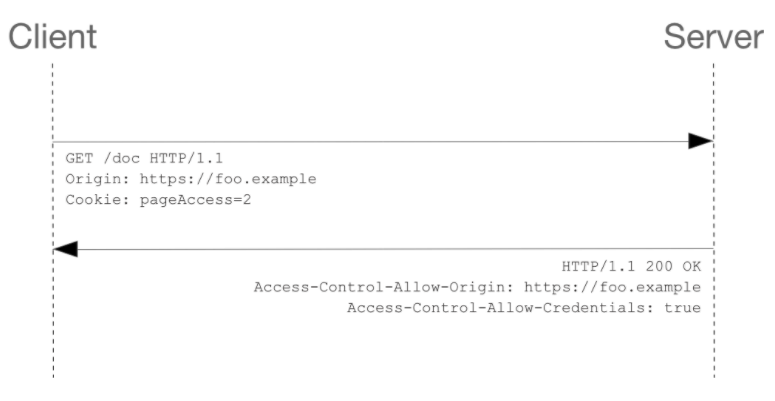 Client
Server
GET /doc HTTP/1.1
Origin: https://foo.example
Cookie: pageAccess=2
HTTP/1.1 200 OK
Access-Control-Allow-Origin: https://foo.example
Access-Control-Allow-Credentials: true